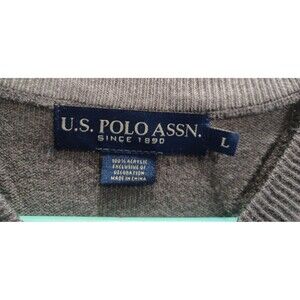 U.S. POLO ASSN.
SINCE 1890
L
100% ACRYLIC
EXCLUSIVE OF
DECORATION
MADE IN CHINA